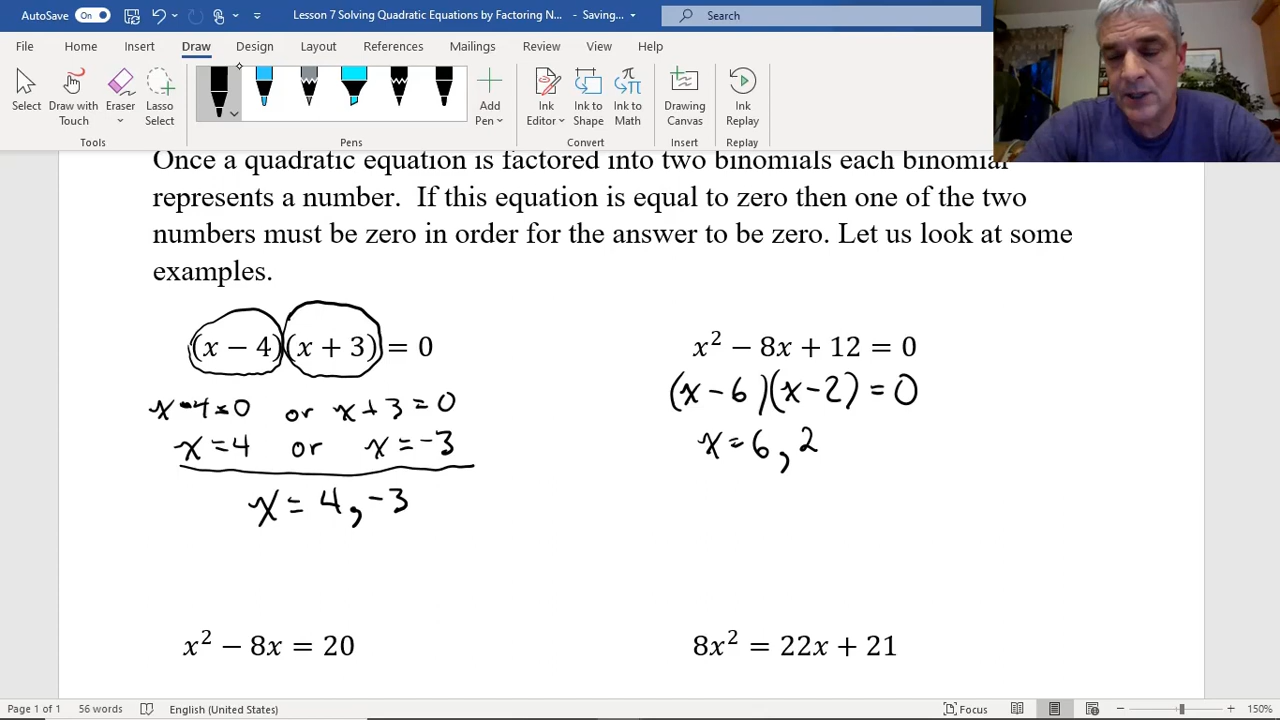 AutoSave On Lesson 7 Solving Quadratic Equations by Factoring N... - Saving... Search
File Home Insert Draw Design Layout References Mailings Review View Help
Select Draw with Touch Eraser Lasso Select Add Pen Ink Editor Ink to Shape Ink to Math Drawing Canvas Ink Replay
Tools Pens Convert Insert Replay
Once a quadratic equation is factored into two binomials each binomial
represents a number. If this equation is equal to zero then one of the two
numbers must be zero in order for the answer to be zero. Let us look at some
examples.
(x − 4)(x + 3) = 0
x - 4 = 0 or x + 3 = 0
x = 4 or x = -3
x = 4, -3
x² − 8x + 12 = 0
(x - 6)(x - 2) = 0
x = 6, 2
x² − 8x = 20
8x² = 22x + 21
Page 1 of 1 56 words English (United States) Focus 150%